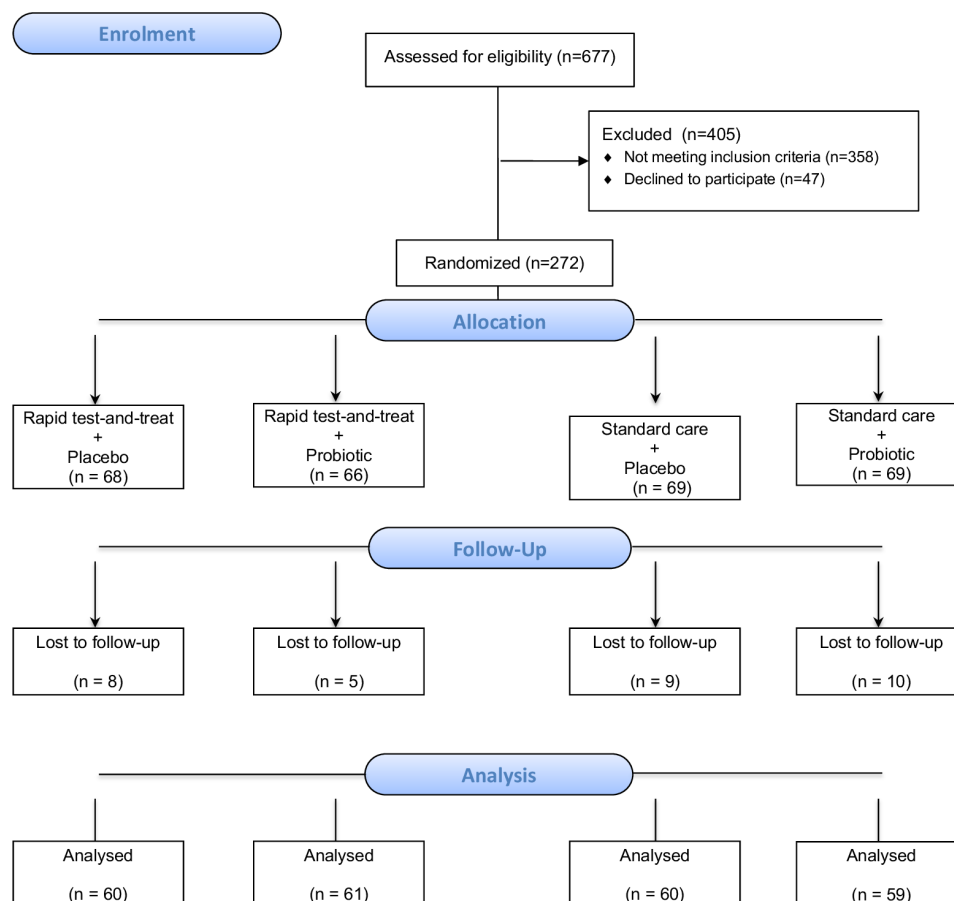 Enrolment
Assessed for eligibility (n=677)
Excluded (n=405)
♦ Not meeting inclusion criteria (n=358)
♦ Declined to participate (n=47)
Randomized (n=272)
Allocation
Rapid test-and-treat
+
Placebo
(n = 68)
Rapid test-and-treat
+
Probiotic
(n = 66)
Standard care
+
Placebo
(n = 69)
Standard care
+
Probiotic
(n = 69)
Follow-Up
Lost to follow-up
(n = 8)
Lost to follow-up
(n = 5)
Lost to follow-up
(n = 9)
Lost to follow-up
(n = 10)
Analysis
Analysed
(n = 60)
Analysed
(n = 61)
Analysed
(n = 60)
Analysed
(n = 59)